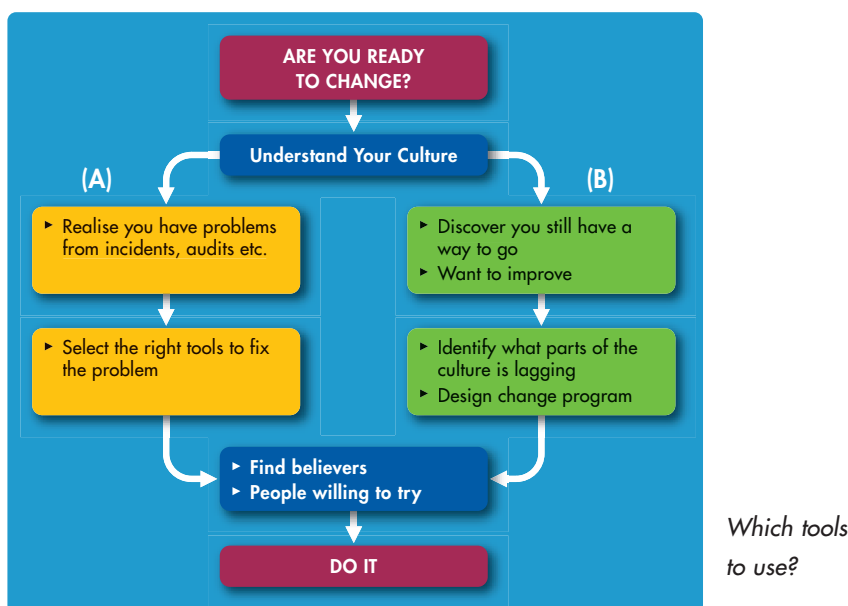 ARE YOU READY
TO CHANGE?
Understand Your Culture
(A)
(B)
▸ Realise you have problems
from incidents, audits etc.
▸ Discover you still have a
way to go
▸ Want to improve
▸ Select the right tools to fix
the problem
▸ Identify what parts of the
culture is lagging
▸ Design change program
▸ Find believers
▸ People willing to try
DO IT
Which tools
to use?